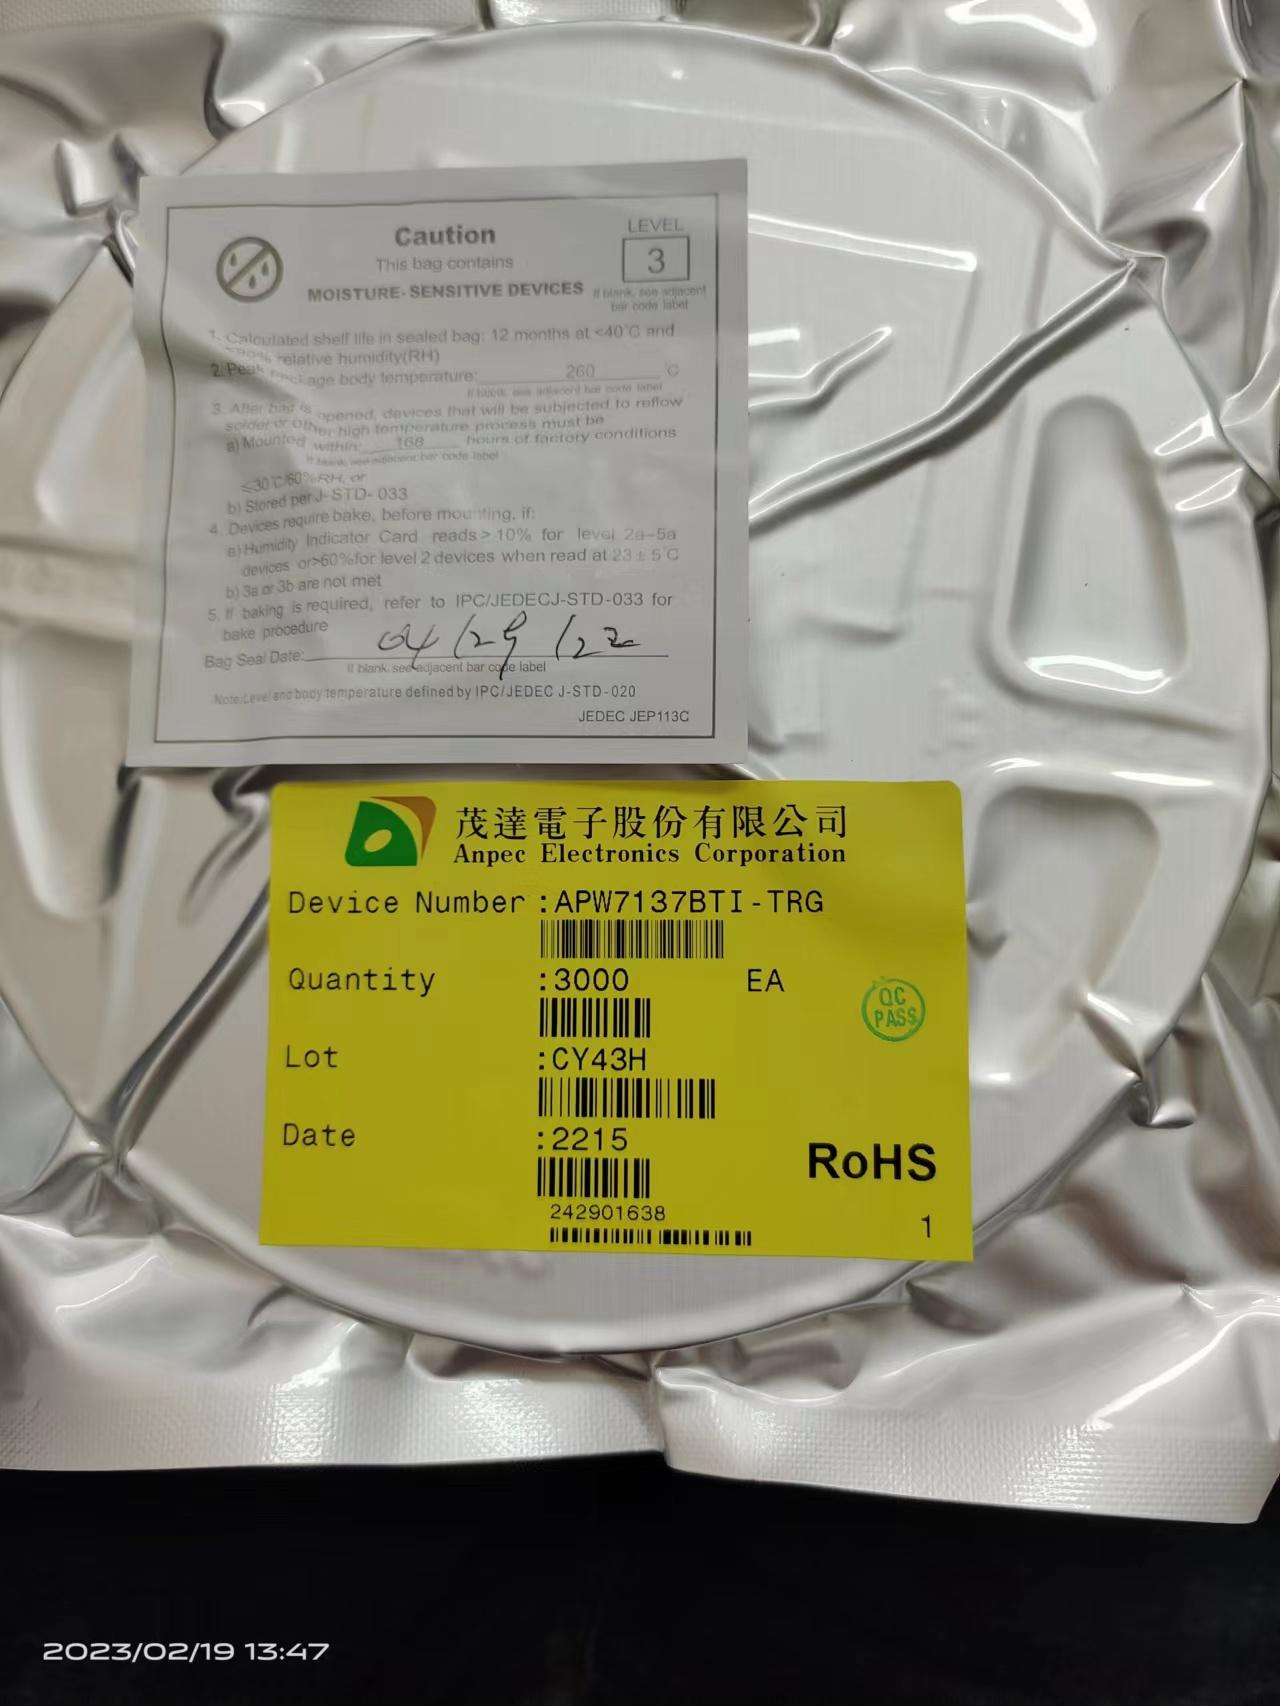 Caution
LEVEL
3
This bag contains
MOISTURE-SENSITIVE DEVICES
If blank, see adjacent
bar code label
1. Calculated shelf life in sealed bag: 12 months at <40°C and
relative humidity(RH)
2. Peak package body temperature: 260 °C
If blank, see adjacent bar code label
3. After bag is opened, devices that will be subjected to reflow
solder or other high temperature process must be
a) Mounted within: 168 hours of factory conditions
If blank, see adjacent bar code label
≤30°C/60%RH, or
b) Stored per J-STD-033
4. Devices require bake, before mounting, if:
a) Humidity Indicator Card reads > 10% for level 2a-5a
devices or>60%for level 2 devices when read at 23 ± 5°C
b) 3a or 3b are not met
5. If baking is required, refer to IPC/JEDECJ-STD-033 for
bake procedure
Bag Seal Date: 04/29/22
If blank, see adjacent bar code label
Note:Level and body temperature defined by IPC/JEDEC J-STD-020
JEDEC JEP113C
茂達電子股份有限公司
Anpec Electronics Corporation
Device Number :APW7137BTI-TRG
Quantity :3000 EA
QC
PASS
Lot :CY43H
Date :2215
RoHS
242901638
1
2023/02/19 13:47